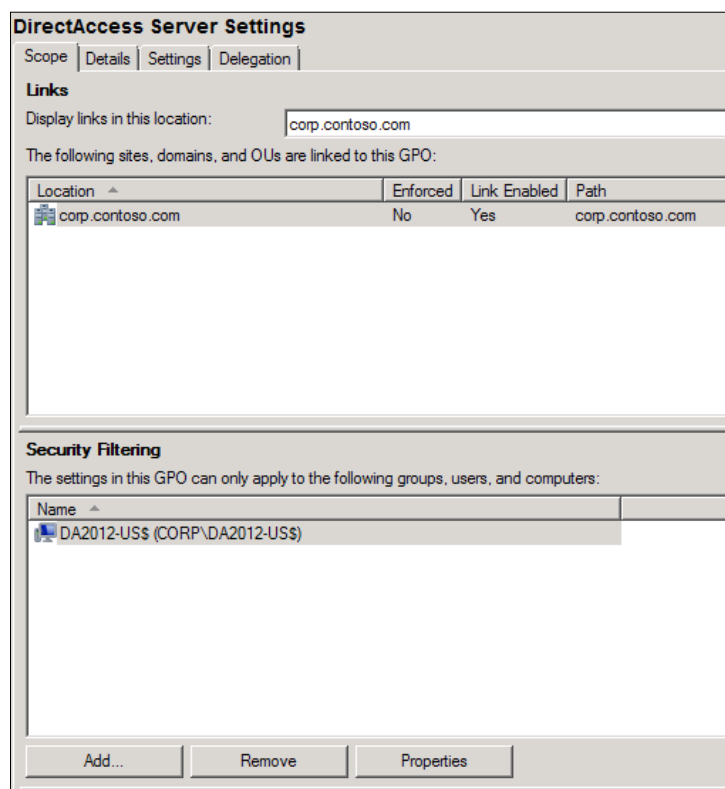 DirectAccess Server Settings
Scope Details Settings Delegation
Links
Display links in this location: corp.contoso.com
The following sites, domains, and OUs are linked to this GPO:
Location Enforced Link Enabled Path
corp.contoso.com No Yes corp.contoso.com
Security Filtering
The settings in this GPO can only apply to the following groups, users, and computers:
Name
DA2012-US$ (CORP\DA2012-US$)
Add... Remove Properties